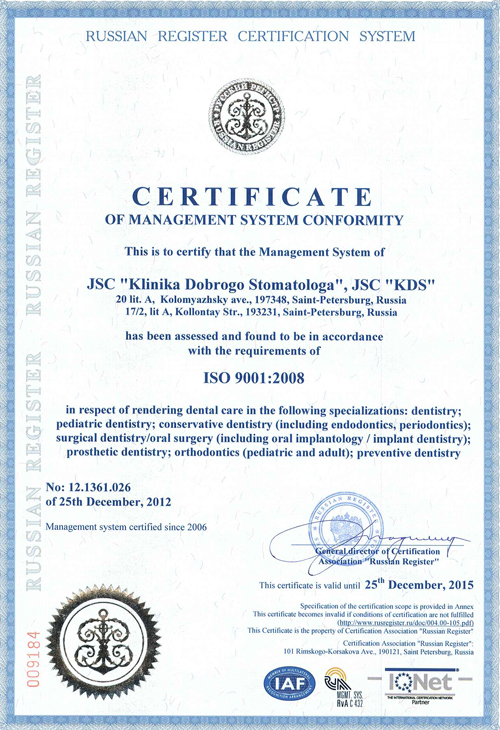 RUSSIAN REGISTER CERTIFICATION SYSTEM
РУССКИЙ РЕГИСТР
RUSSIAN REGISTER
CERTIFICATE
OF MANAGEMENT SYSTEM CONFORMITY
This is to certify that the Management System of
JSC "Klinika Dobrogo Stomatologa", JSC "KDS"
20 lit. A, Kolomyazhsky ave., 197348, Saint-Petersburg, Russia
17/2, lit A, Kollontay Str., 193231, Saint-Petersburg, Russia
has been assessed and found to be in accordance
with the requirements of
ISO 9001:2008
in respect of rendering dental care in the following specializations: dentistry;
pediatric dentistry; conservative dentistry (including endodontics, periodontics);
surgical dentistry/oral surgery (including oral implantology / implant dentistry);
prosthetic dentistry; orthodontics (pediatric and adult); preventive dentistry
No: 12.1361.026
of 25th December, 2012
Management system certified since 2006
RUSSIAN REGISTER
General director of Certification
Association "Russian Register"
This certificate is valid until 25th December, 2015
Specification of the certification scope is provided in Annex
This certificate becomes invalid if conditions of certification are not fulfilled
(http://www.rusregister.ru/doc/004.00-105.pdf)
This Certificate is the property of Certification Association "Russian Register"
Certification Association "Russian Register":
101 Rimskogo-Korsakova Ave., 190121, Saint Petersburg, Russia
IAF
MGMT. SYS.
RvA C 432
IQNet
THE INTERNATIONAL CERTIFICATION NETWORK
Partner
RUSSIAN REGISTER
RUSSIAN REGISTER
009184